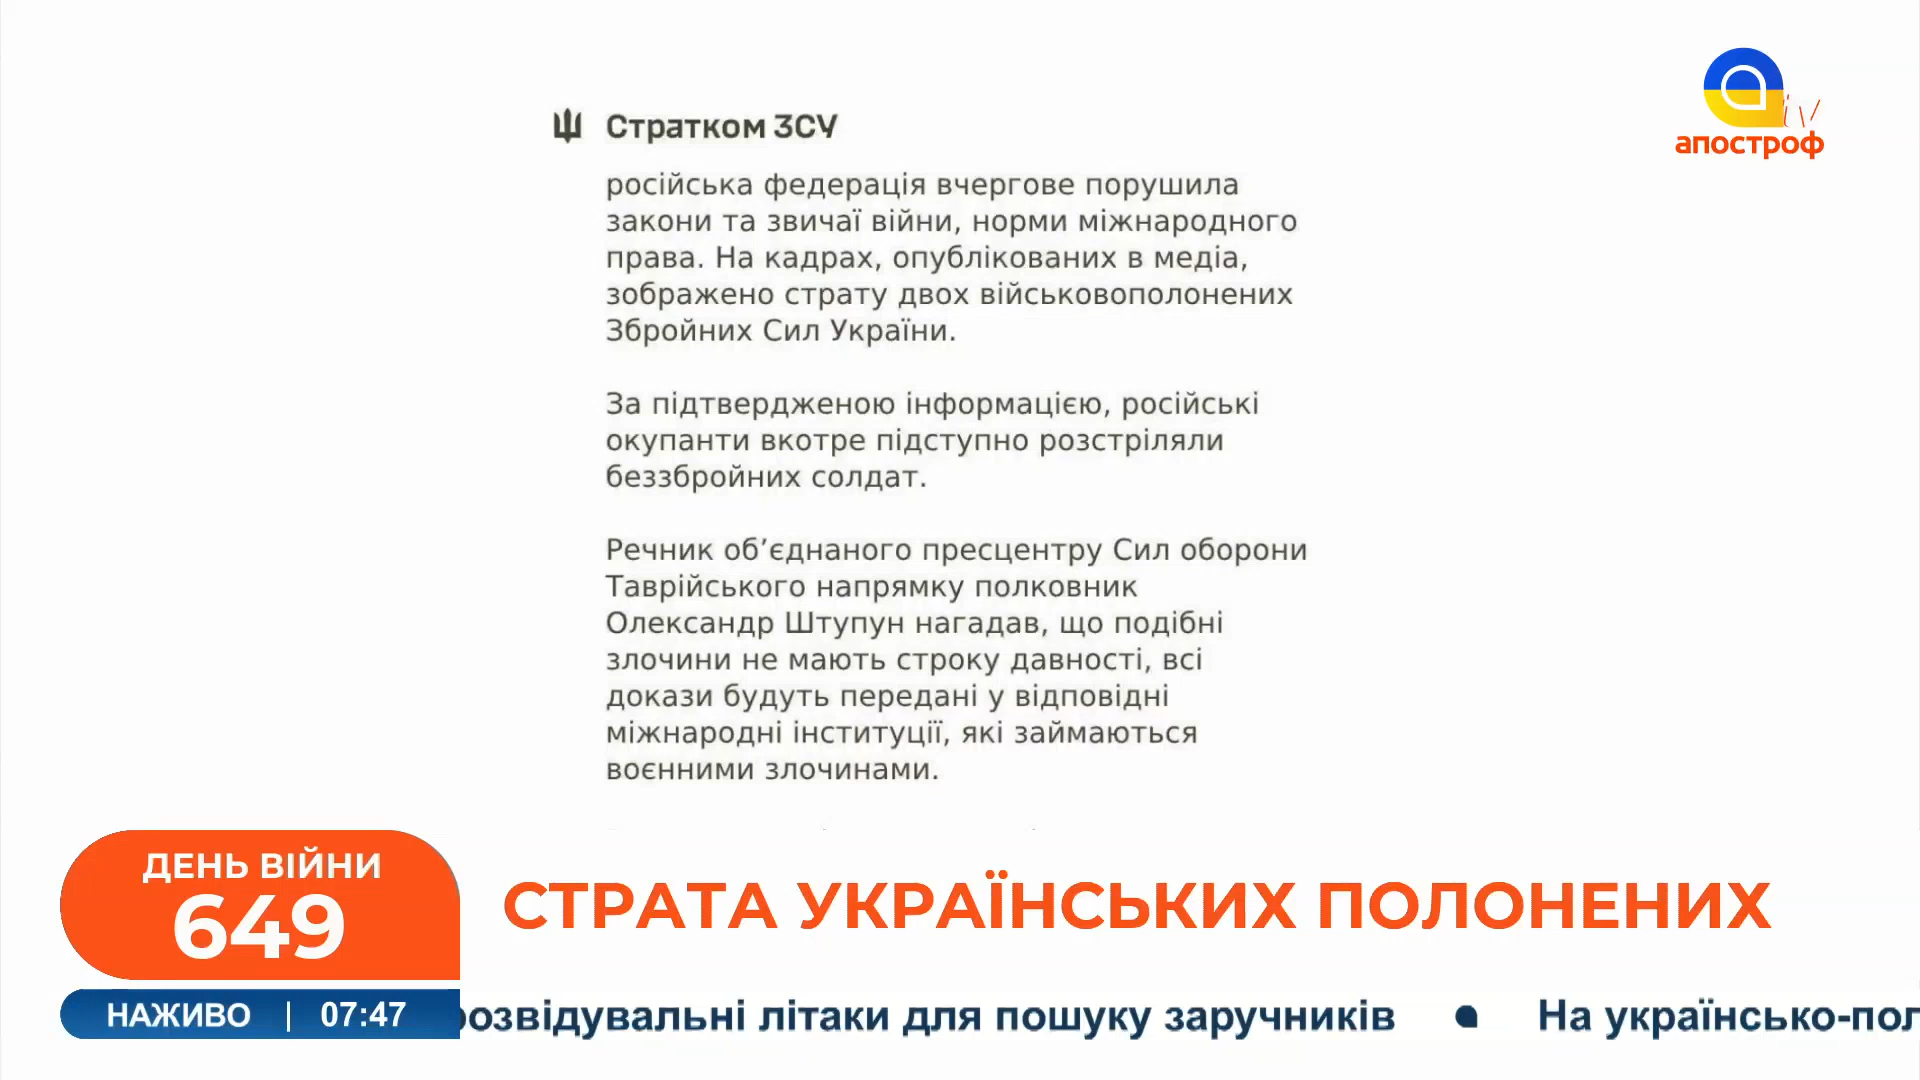 Стратком ЗСУ
російська федерація вчергове порушила
закони та звичаї війни, норми міжнародного
права. На кадрах, опублікованих в медіа,
зображено страту двох військовополонених
Збройних Сил України.
За підтвердженою інформацією, російські
окупанти вкотре підступно розстріляли
беззбройних солдат.
Речник об’єднаного пресцентру Сил оборони
Таврійського напрямку полковник
Олександр Штупун нагадав, що подібні
злочини не мають строку давності, всі
докази будуть передані у відповідні
міжнародні інституції, які займаються
воєнними злочинами.
tv
апостроф
ДЕНЬ ВІЙНИ
649
СТРАТА УКРАЇНСЬКИХ ПОЛОНЕНИХ
НАЖИВО | 07:47
літаки для пошуку заручників • На